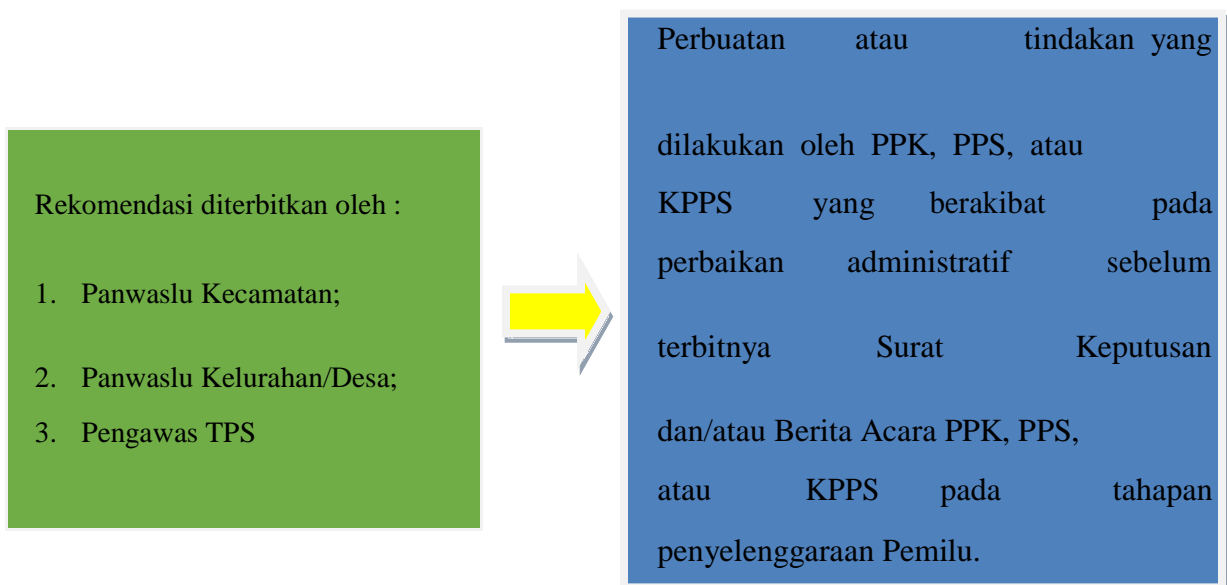 Rekomendasi diterbitkan oleh :
1. Panwaslu Kecamatan;
2. Panwaslu Kelurahan/Desa;
3. Pengawas TPS
Perbuatan atau tindakan yang
dilakukan oleh PPK, PPS, atau
KPPS yang berakibat pada
perbaikan administratif sebelum
terbitnya Surat Keputusan
dan/atau Berita Acara PPK, PPS,
atau KPPS pada tahapan
penyelenggaraan Pemilu.